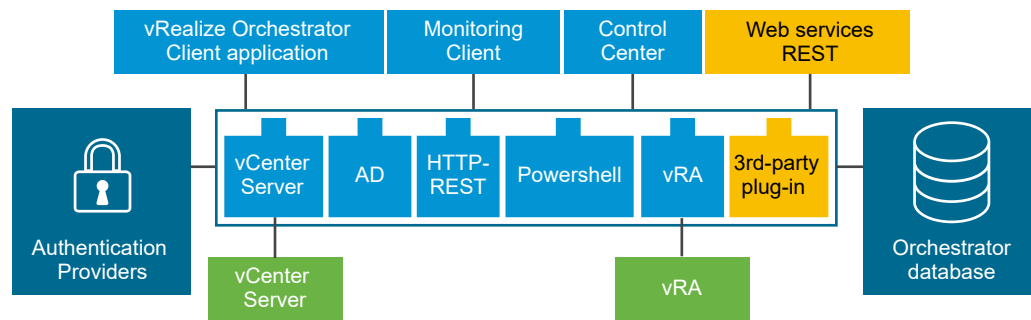 vRealize Orchestrator
Client application
Monitoring
Client
Control
Center
Web services
REST
Authentication
Providers
vCenter
Server
AD
HTTP-
REST
Powershell
vRA
3rd-party
plug-in
Orchestrator
database
vCenter
Server
vRA